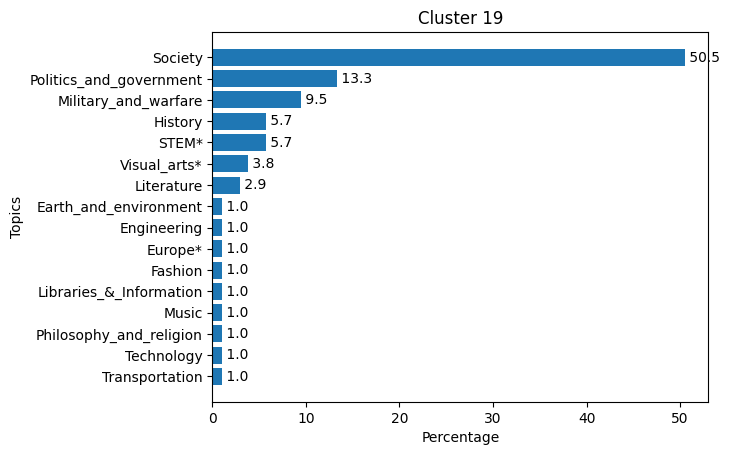 Cluster 19
Society 50.5
Politics_and_government 13.3
Military_and_warfare 9.5
History 5.7
STEM* 5.7
Visual_arts* 3.8
Literature 2.9
Earth_and_environment 1.0
Engineering 1.0
Europe* 1.0
Fashion 1.0
Libraries_&_Information 1.0
Music 1.0
Philosophy_and_religion 1.0
Technology 1.0
Transportation 1.0
Topics
0 10 20 30 40 50
Percentage